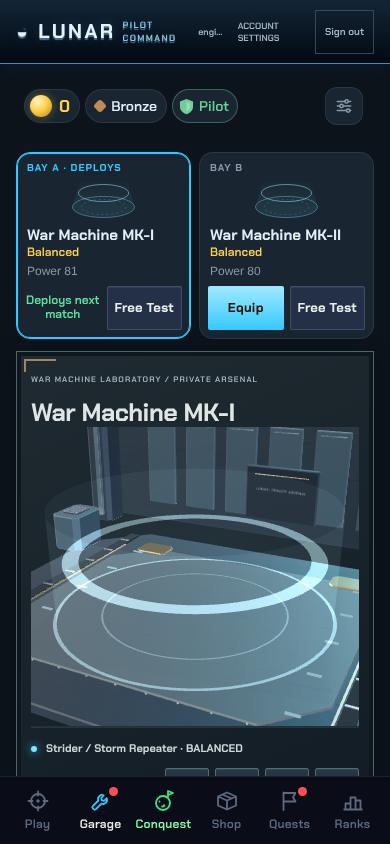 LUNAR
PILOT
COMMAND
engi...
ACCOUNT
SETTINGS
Sign out
0
Bronze
Pilot
BAY A · DEPLOYS
War Machine MK-I
Balanced
Power 81
Deploys next
match
Free Test
BAY B
War Machine MK-II
Balanced
Power 80
Equip
Free Test
WAR MACHINE LABORATORY / PRIVATE ARSENAL
War Machine MK-I
Strider / Storm Repeater · BALANCED
Play
Garage
Conquest
Shop
Quests
Ranks